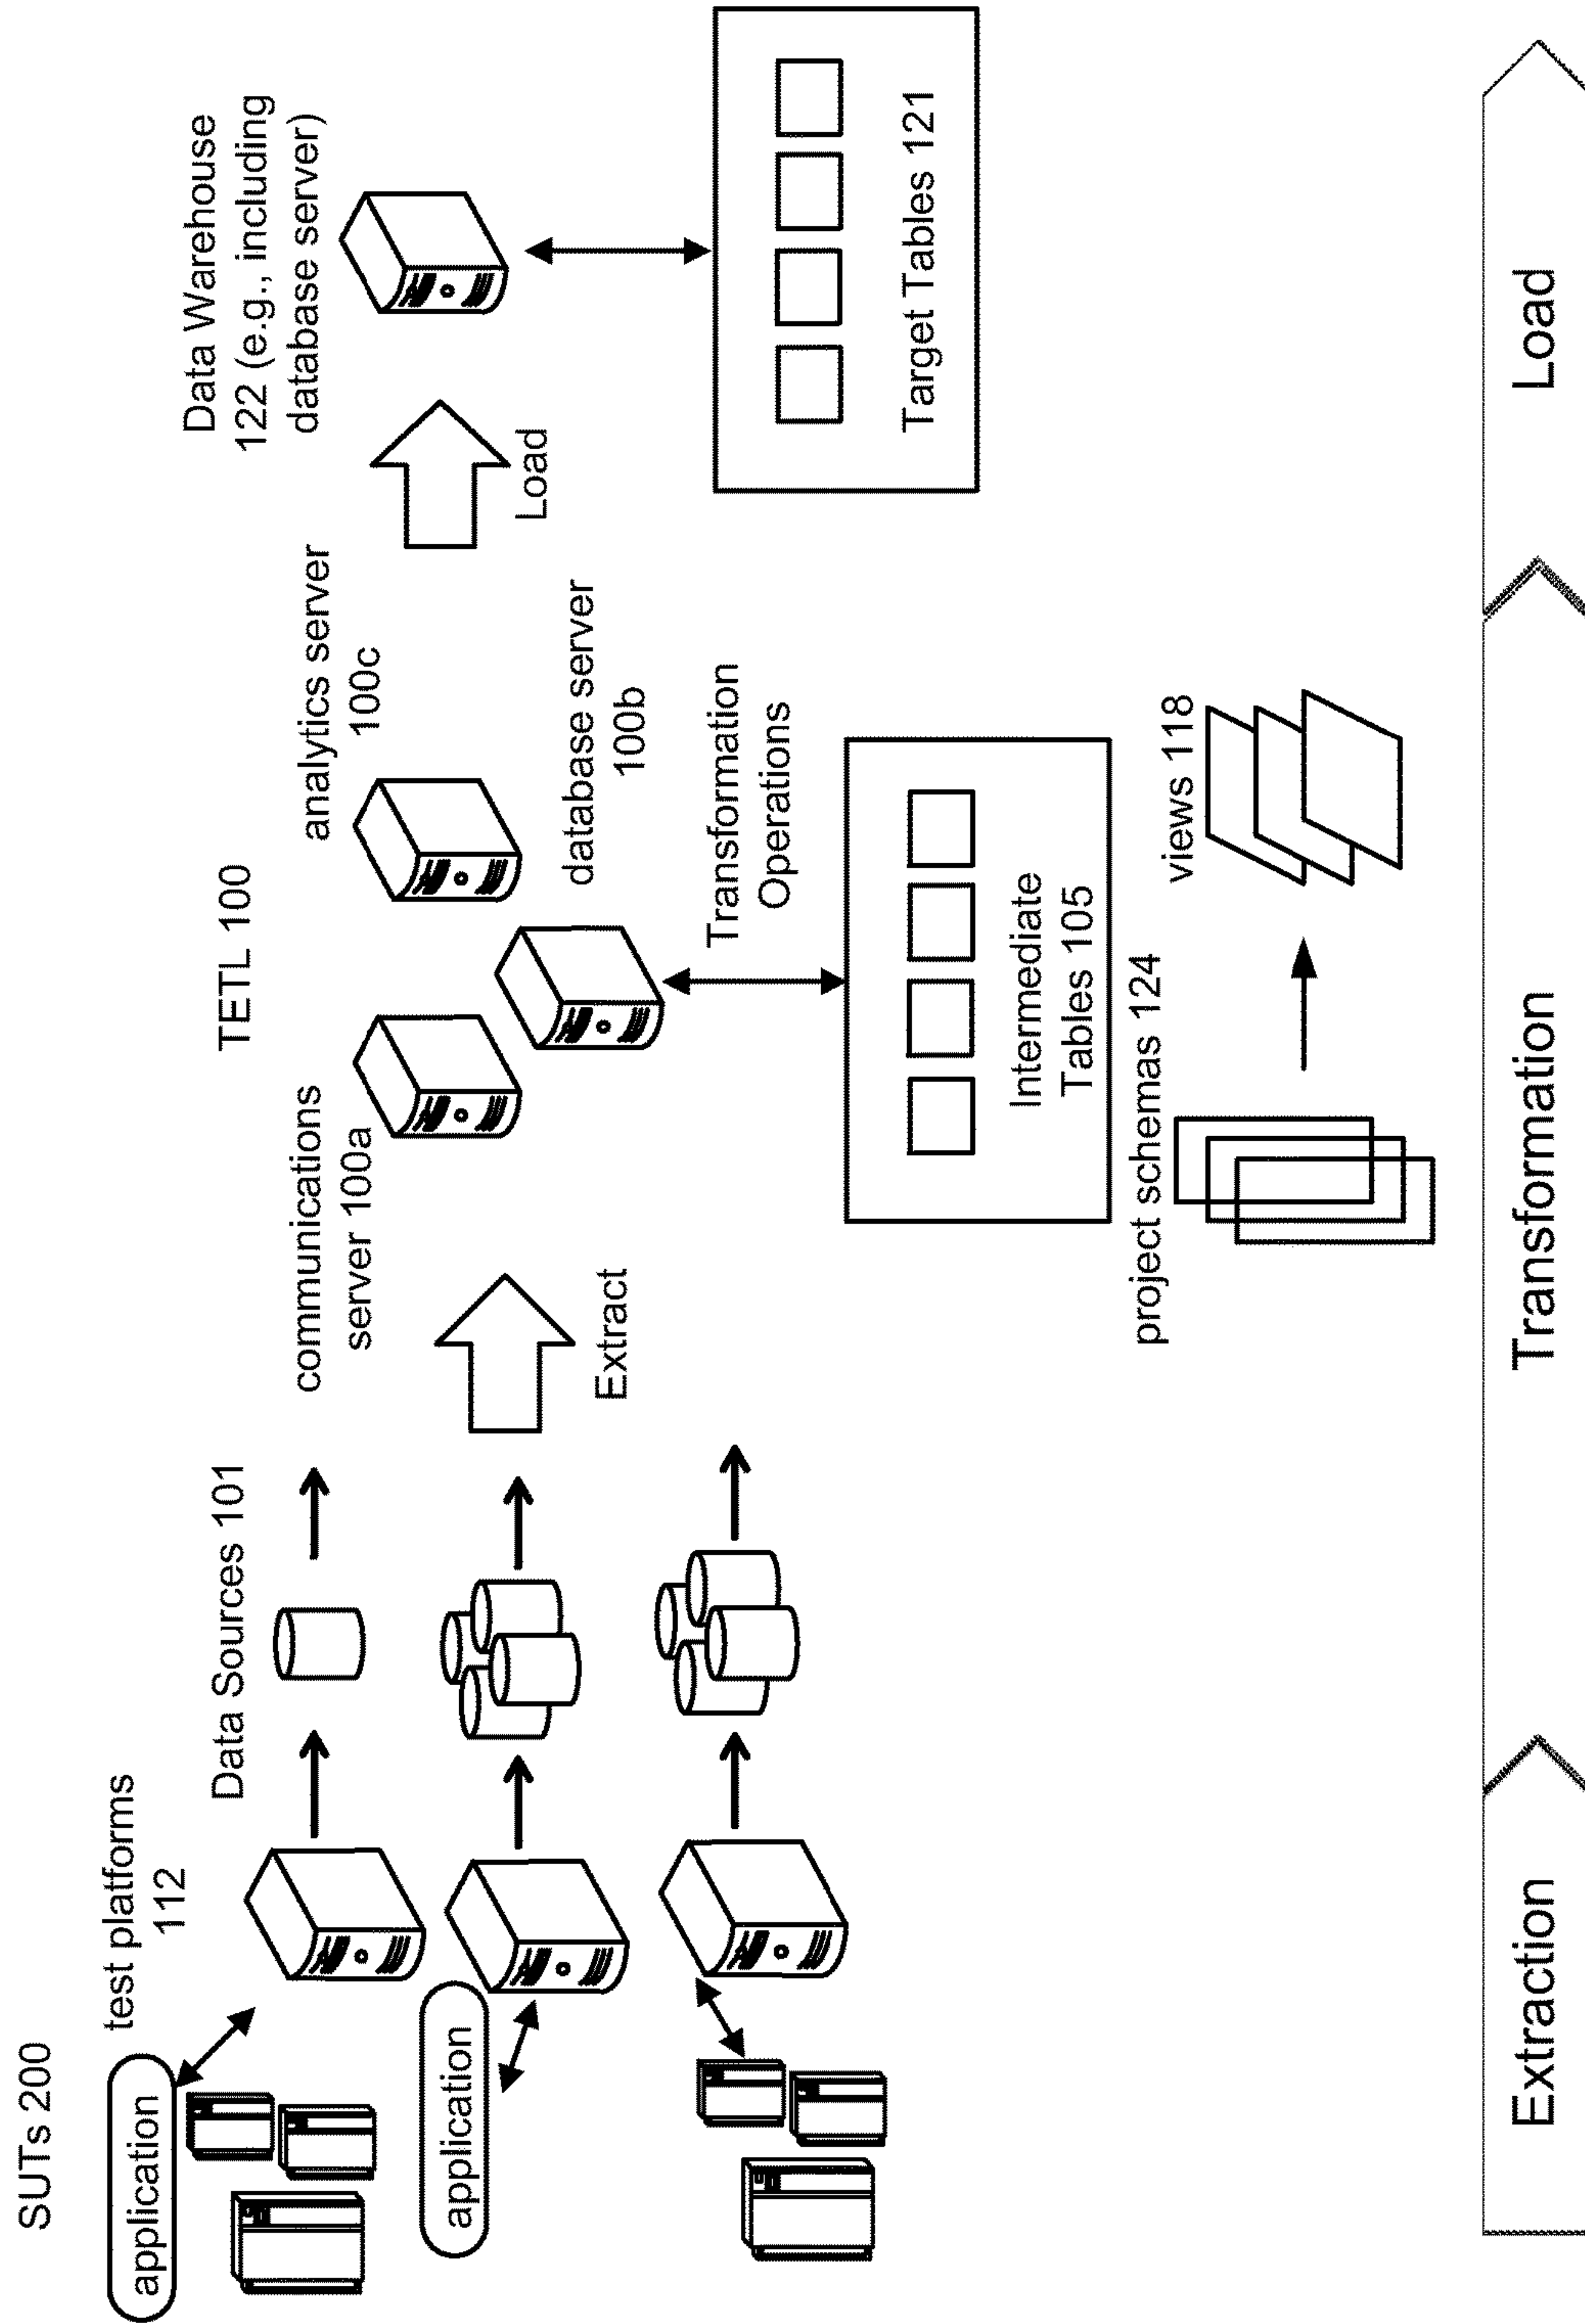 SUTs 200
application
test platforms
112
application
Data Sources 101
Extract
communications
server 100a
TETL 100
analytics server
100c
database server
100b
Transformation
Operations
Intermediate
Tables 105
project schemas 124
views 118
Load
Data Warehouse
122 (e.g., including
database server)
Target Tables 121
Extraction
Transformation
Load